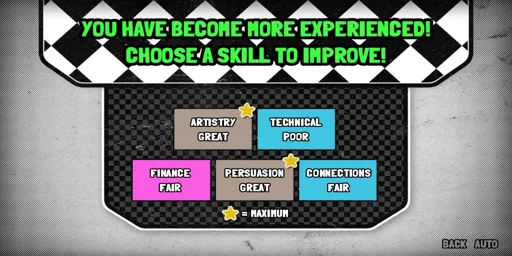 YOU HAVE BECOME MORE EXPERIENCED!
CHOOSE A SKILL TO IMPROVE!
ARTISTRY
GREAT
TECHNICAL
POOR
FINANCE
FAIR
PERSUASION
GREAT
CONNECTIONS
FAIR
= MAXIMUM
BACK AUTO